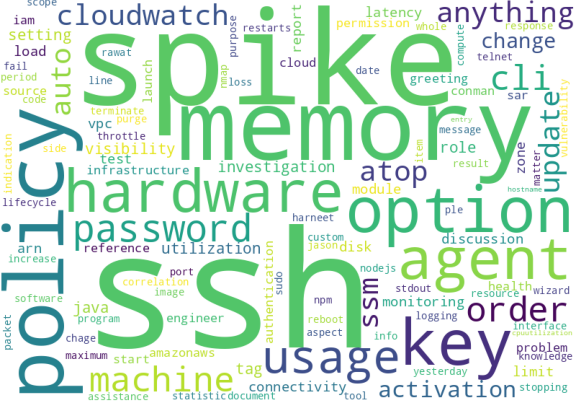 scope
iam
setting
load
fail
period
source
code
auto
cloudwatch
rawat
line
launch
spike
purpose
restarts
cloud
nmap
loss
report
permission
date
latency
whole
compute
greeting
conman
anything
response
telnet
change
cli
sar
update
vulnerability
terminate
purge
throttle
vpc
visibility
test
infrastructure
side
indication
policy
lifecycle
memory
investigation
atop
module
role
entry
message
item
result
zone
matter
hostname
hardware
option
password
arn
increase
reference
utilization
harneet
custom
jason
disk
ple
discussion
nodejs
agent
health
ssh
port
correlation
image
software
java
program
packet
chage
maximum
engineer
start
amazonaws
machine
assistance
tag
authentication
sudo
npm
reboot
aspect
info
usage
connectivity
statistic
document
tool
ssm
stdout
monitoring
logging
yesterday
key
resource
order
wizard
interface
cpuutilization
problem
knowledge
limit
activation
stopping